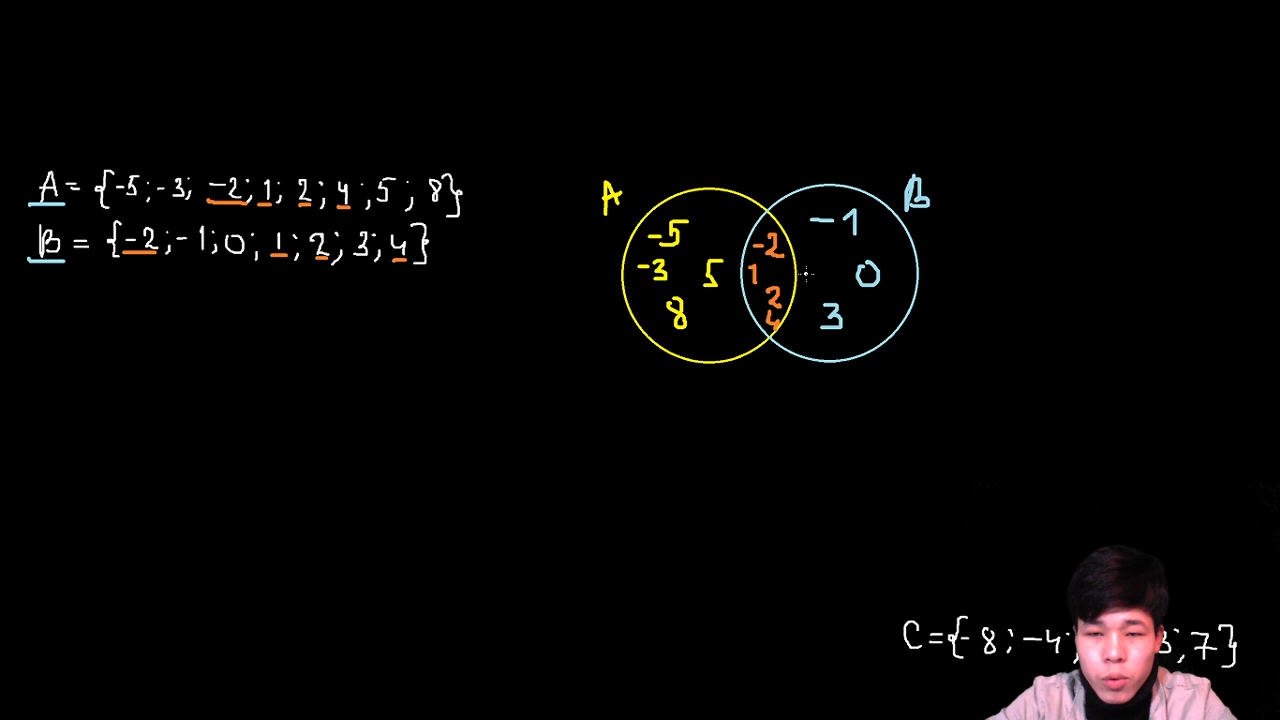 A = {-5; -3; -2; 1; 2; 4; 5; 8}
B = {-2; -1; 0; 1; 2; 3; 4}
A
B
-5
-3
5
8
-2
1
2
4
-1
0
3
C = {-8; -4; 3; 7}